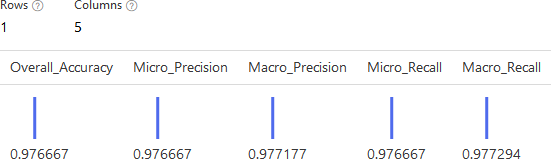 Rows Columns
1 5
Overall_Accuracy Micro_Precision Macro_Precision Micro_Recall Macro_Recall
0.976667 0.976667 0.977177 0.976667 0.977294